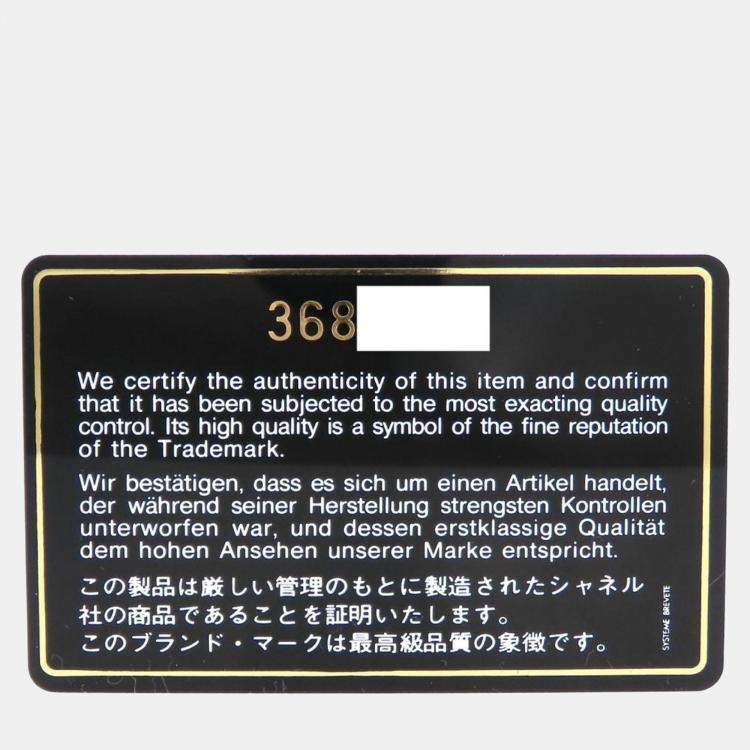 368
We certify the authenticity of this item and confirm
that it has been subjected to the most exacting quality
control. Its high quality is a symbol of the fine reputation
of the Trademark.
Wir bestätigen, dass es sich um einen Artikel handelt,
der während seiner Herstellung strengsten Kontrollen
unterworfen war, und dessen erstklassige Qualität
dem hohen Ansehen unserer Marke entspricht.
この製品は厳しい管理のもとに製造されたシャネル
社の商品であることを証明いたします。
このブランド・マークは最高級品質の象徴です。
SYSTEME BREVETE